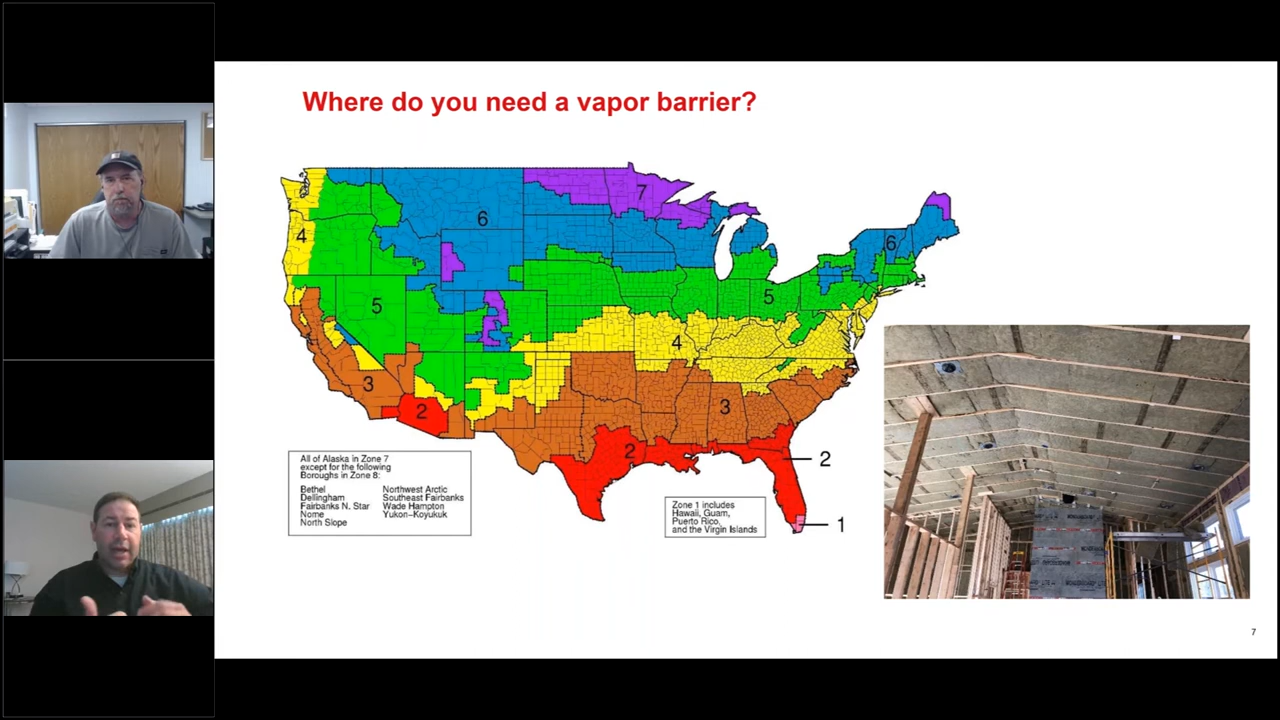 Where do you need a vapor barrier?
7
6
4
6
5
5
4
3
3
2
2
2
1
All of Alaska in Zone 7
except for the following
Boroughs in Zone 8:
Bethel Northwest Arctic
Dellingham Southeast Fairbanks
Fairbanks N. Star Wade Hampton
Nome Yukon-Koyukuk
North Slope
Zone 1 includes
Hawaii, Guam,
Puerto Rico,
and the Virgin Islands
7